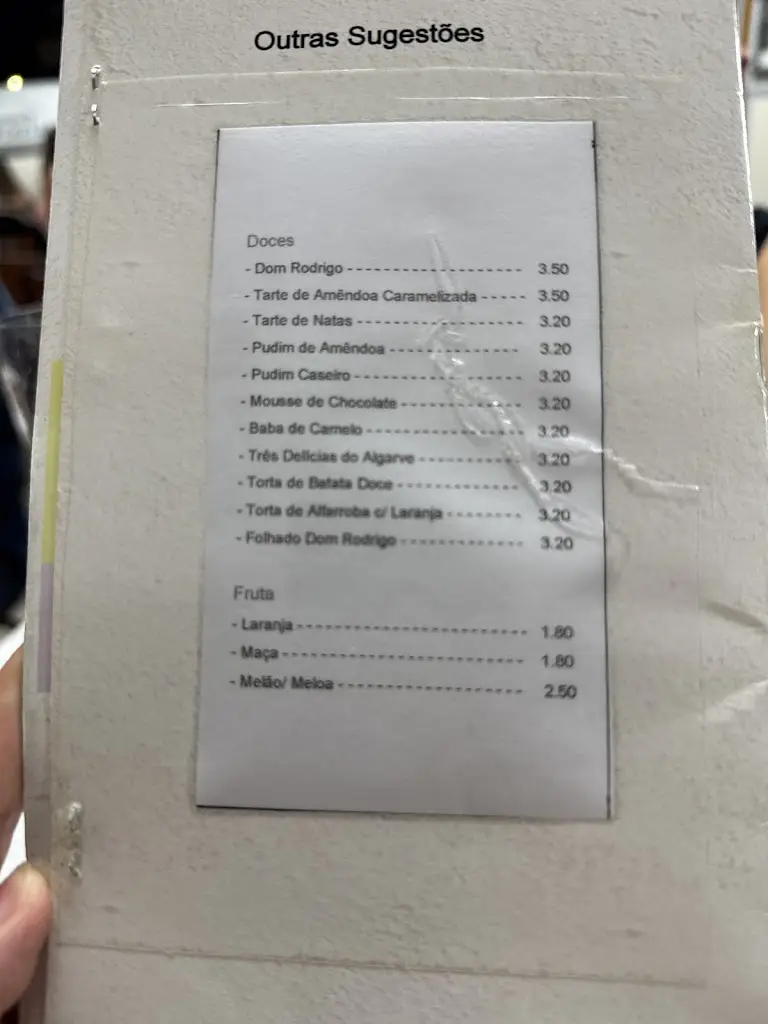 Outras Sugestões
Doces
- Dom Rodrigo -------------------- 3.50
- Tarte de Amêndoa Caramelizada ----- 3.50
- Tarte de Natas -------------------- 3.20
- Pudim de Amêndoa --------------- 3.20
- Pudim Caseiro ------------------- 3.20
- Mousse de Chocolate -------------- 3.20
- Baba de Camelo ------------------ 3.20
- Três Delícias do Algarve ------------ 3.20
- Torta de Batata Doce -------------- 3.20
- Torta de Alfarroba c/ Laranja -------- 3.20
- Folhado Dom Rodrigo ------------- 3.20
Fruta
- Laranja -------------------------- 1.80
- Maça --------------------------- 1.80
- Melão/ Meloa -------------------- 2.50